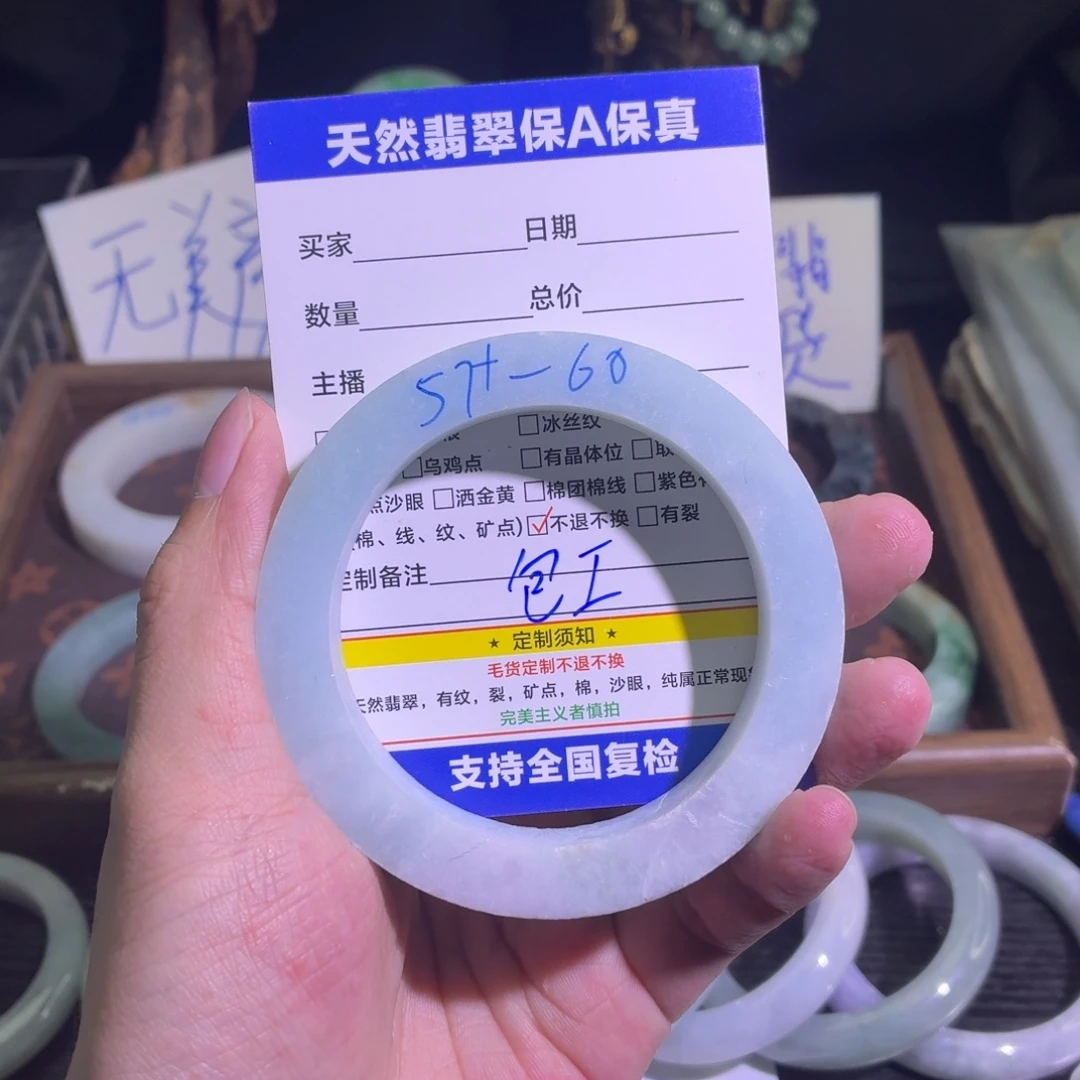 天然翡翠保A保真
买家 日期
数量 总价
主播
57+-60
□冰丝纹
□乌鸡点 □有晶体位 □
点沙眼 □洒金黄 □棉团棉线 □紫色
棉、线、纹、矿点) ☑不退不换 □有裂
定制备注 包工
★ 定制须知 ★
毛货定制不退不换
天然翡翠，有纹，裂，矿点，棉，沙眼，纯属正常现
完美主义者慎拍
支持全国复检
无